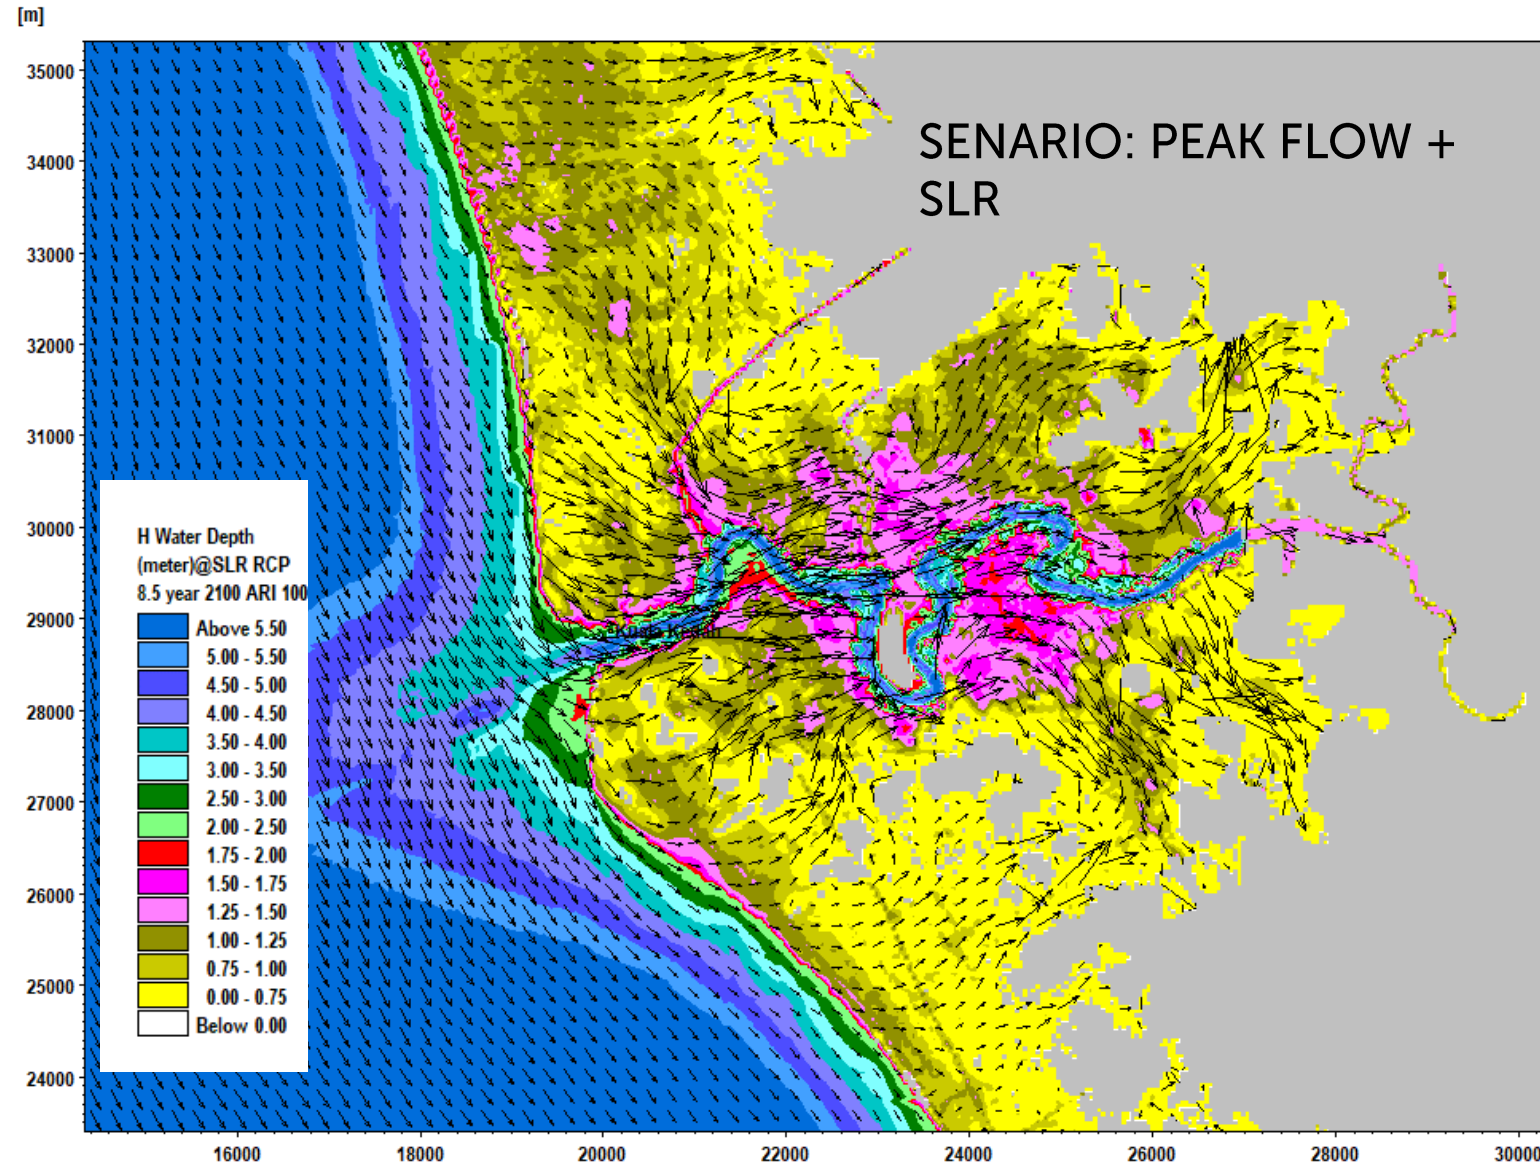 [m]
35000
SENARIO: PEAK FLOW +
34000
SLR
33000
32000
31000
30000
29000
28000
27000
26000
25000
24000
Kuala Kedah
H Water Depth
(meter)@SLR RCP
8.5 year 2100 ARI 100
Above 5.50
5.00 - 5.50
4.50 - 5.00
4.00 - 4.50
3.50 - 4.00
3.00 - 3.50
2.50 - 3.00
2.00 - 2.50
1.75 - 2.00
1.50 - 1.75
1.25 - 1.50
1.00 - 1.25
0.75 - 1.00
0.00 - 0.75
Below 0.00
16000 18000 20000 22000 24000 26000 28000 30000